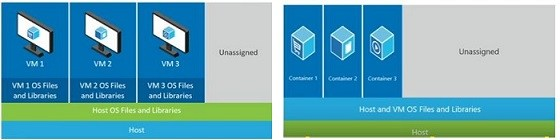 VM 1
VM 2
VM 3
Unassigned
VM 1 OS Files
and Libraries
VM 2 OS Files
and Libraries
VM 3 OS Files
and Libraries
Host OS Files and Libraries
Host
Container 1
Container 2
Container 3
Unassigned
Host and VM OS Files and Libraries
Host